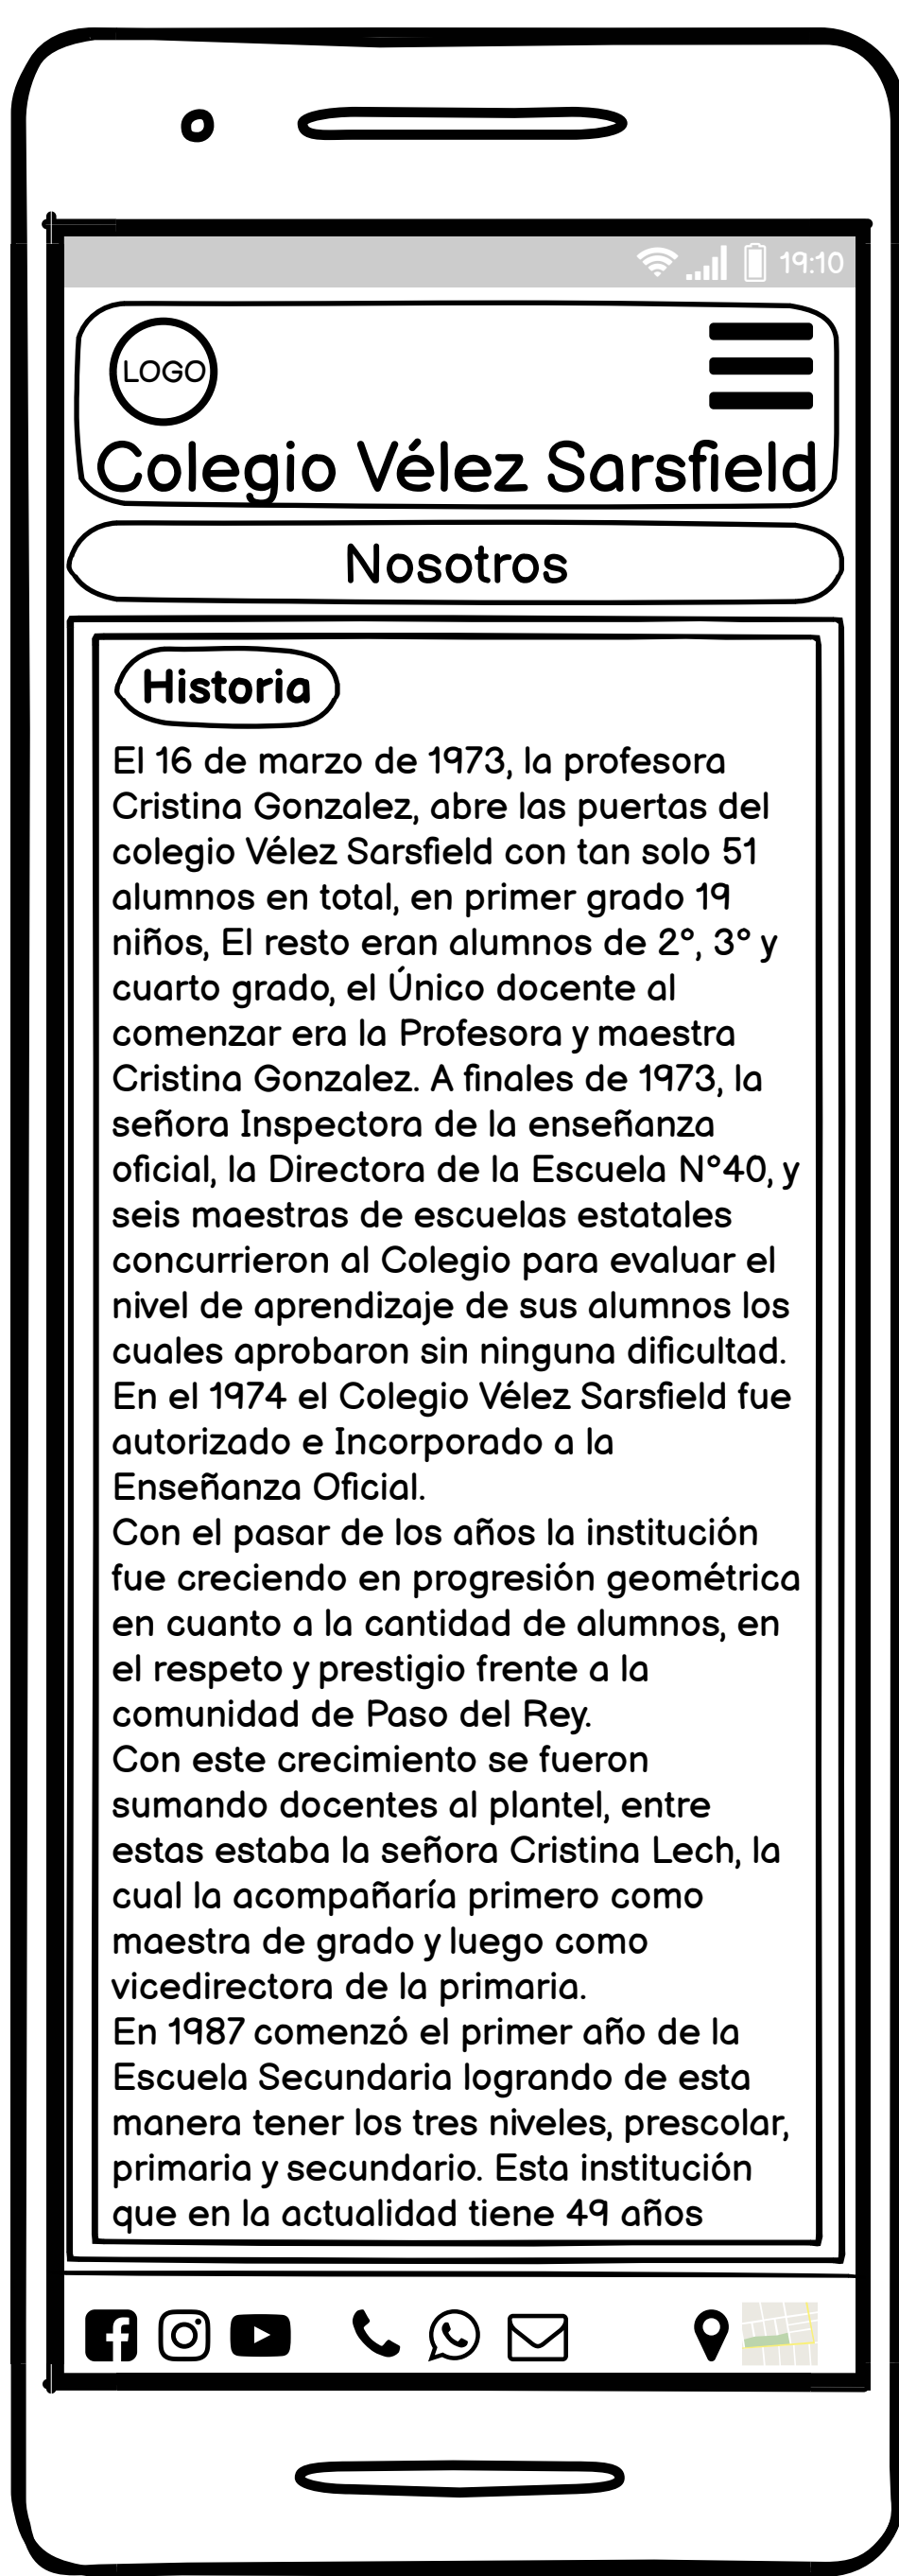 19:10
LOGO
Colegio Vélez Sarsfield
Nosotros
Historia
El 16 de marzo de 1973, la profesora
Cristina Gonzalez, abre las puertas del
colegio Vélez Sarsfield con tan solo 51
alumnos en total, en primer grado 19
niños, El resto eran alumnos de 2°, 3° y
cuarto grado, el Único docente al
comenzar era la Profesora y maestra
Cristina Gonzalez. A finales de 1973, la
señora Inspectora de la enseñanza
oficial, la Directora de la Escuela N°40, y
seis maestras de escuelas estatales
concurrieron al Colegio para evaluar el
nivel de aprendizaje de sus alumnos los
cuales aprobaron sin ninguna dificultad.
En el 1974 el Colegio Vélez Sarsfield fue
autorizado e Incorporado a la
Enseñanza Oficial.
Con el pasar de los años la institución
fue creciendo en progresión geométrica
en cuanto a la cantidad de alumnos, en
el respeto y prestigio frente a la
comunidad de Paso del Rey.
Con este crecimiento se fueron
sumando docentes al plantel, entre
estas estaba la señora Cristina Lech, la
cual la acompañaría primero como
maestra de grado y luego como
vicedirectora de la primaria.
En 1987 comenzó el primer año de la
Escuela Secundaria logrando de esta
manera tener los tres niveles, prescolar,
primaria y secundario. Esta institución
que en la actualidad tiene 49 años